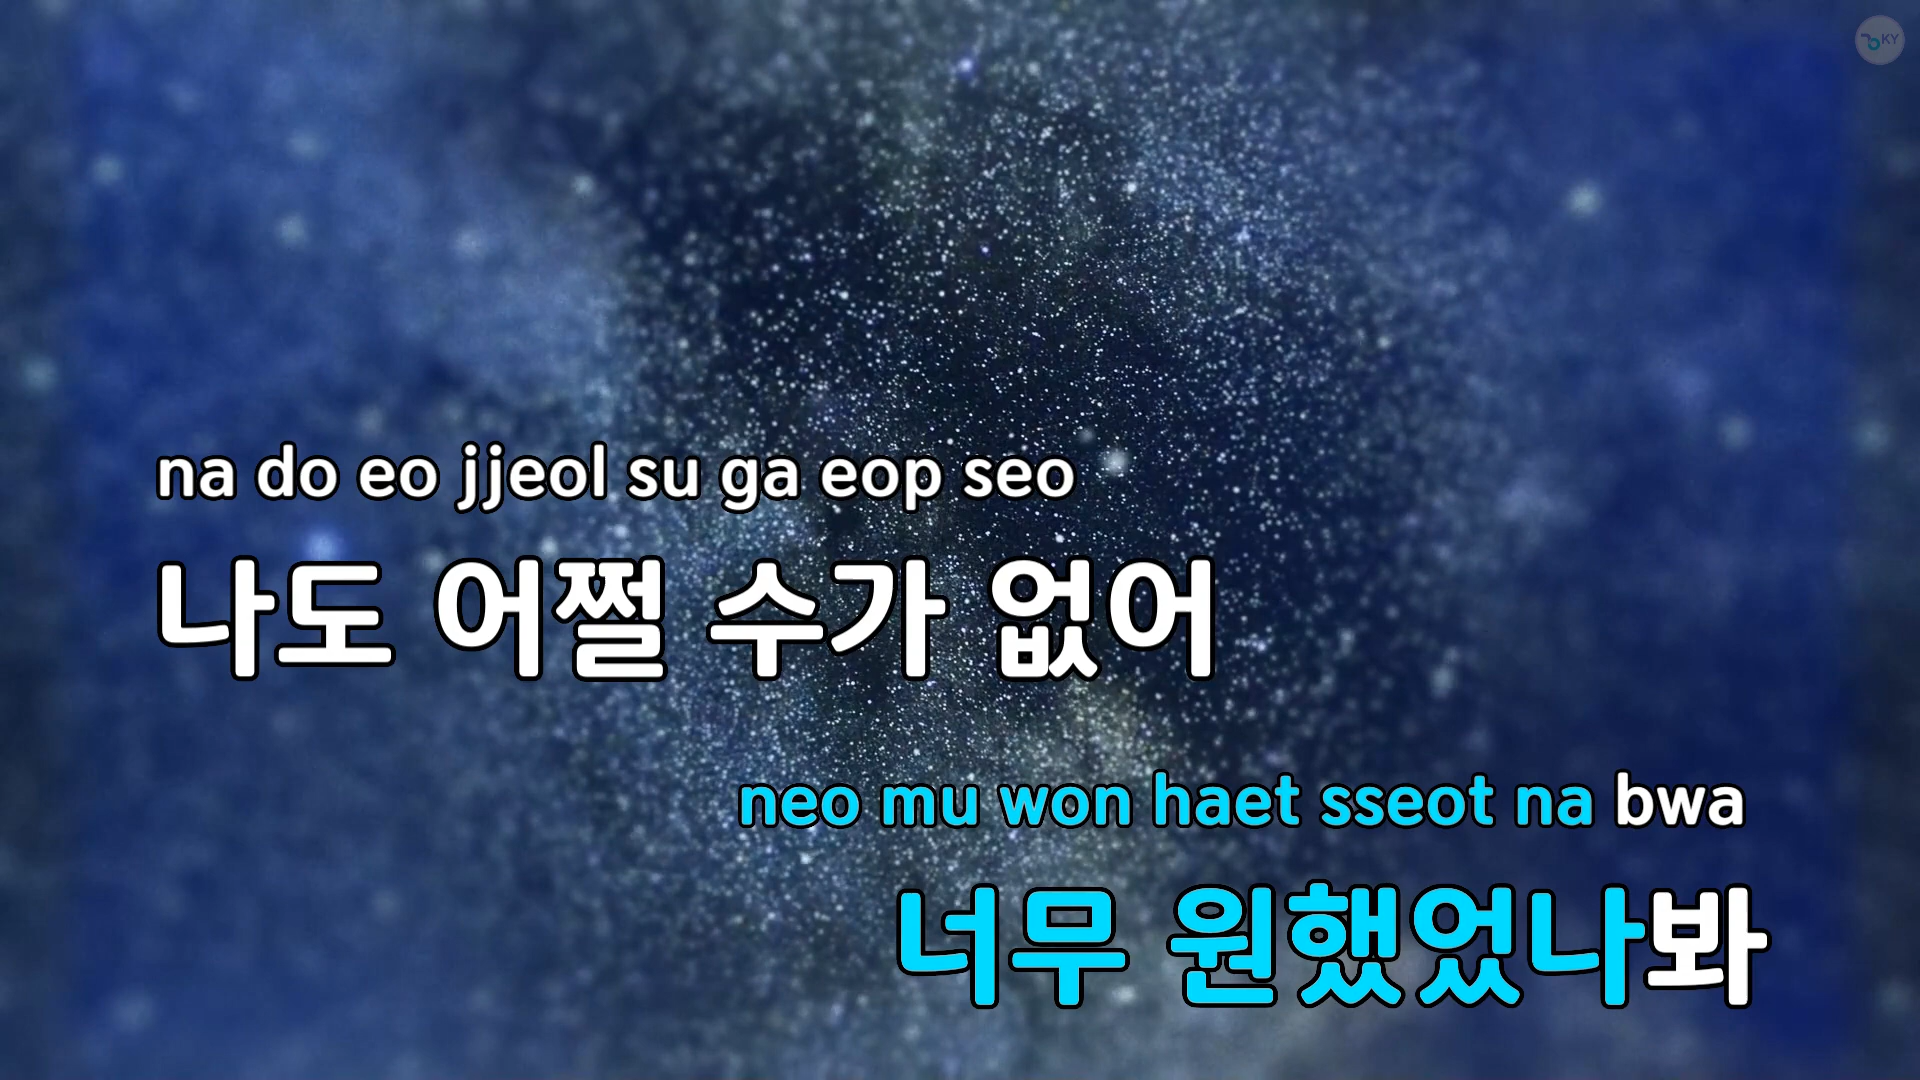 KY
na do eo jjeol su ga eop seo
나도 어쩔 수가 없어
neo mu won haet sseot na bwa
너무 원했었나봐